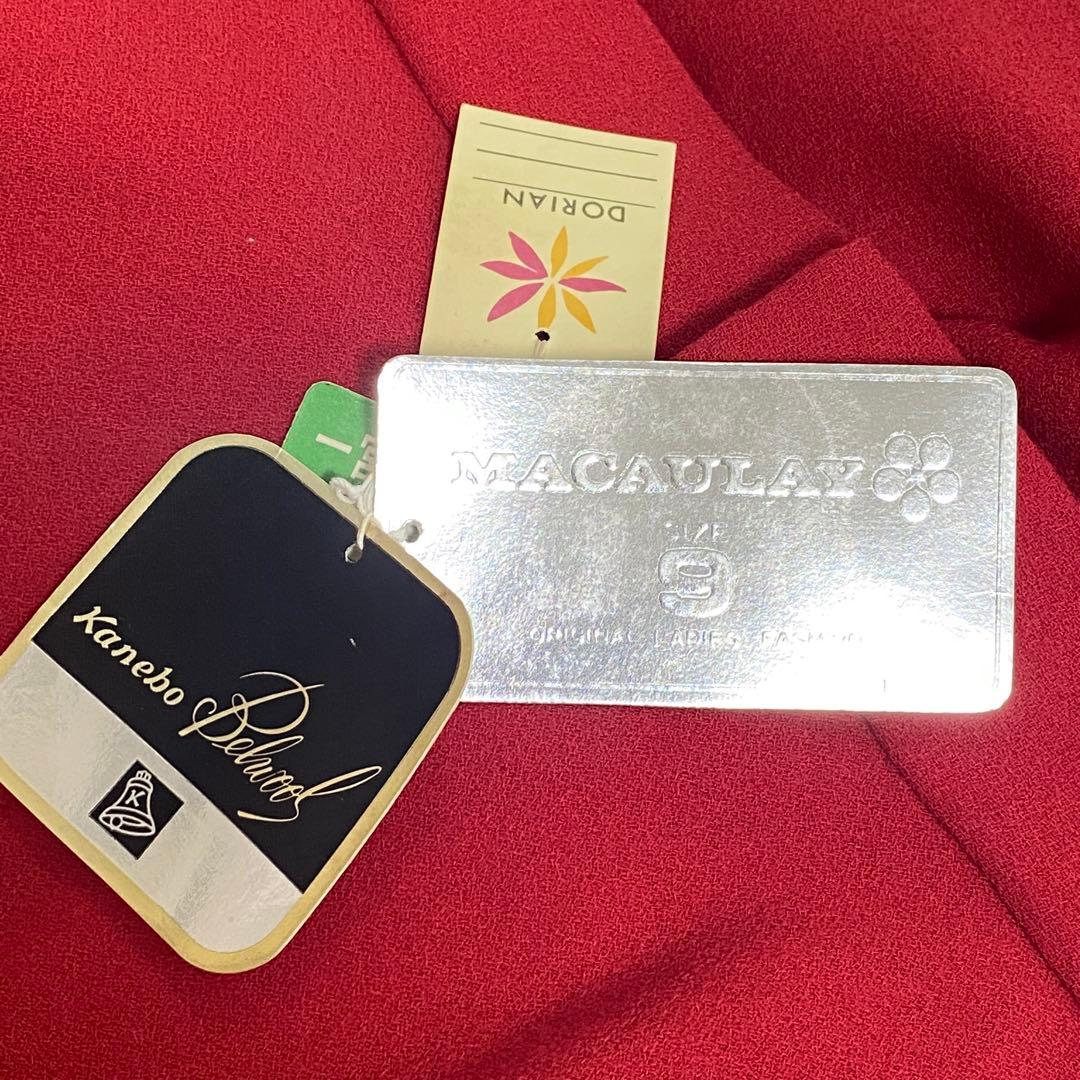 DORIAN
MACAULAY
SIZE
9
ORIGINAL LADIES FASHION
Kanebo Belwool
K